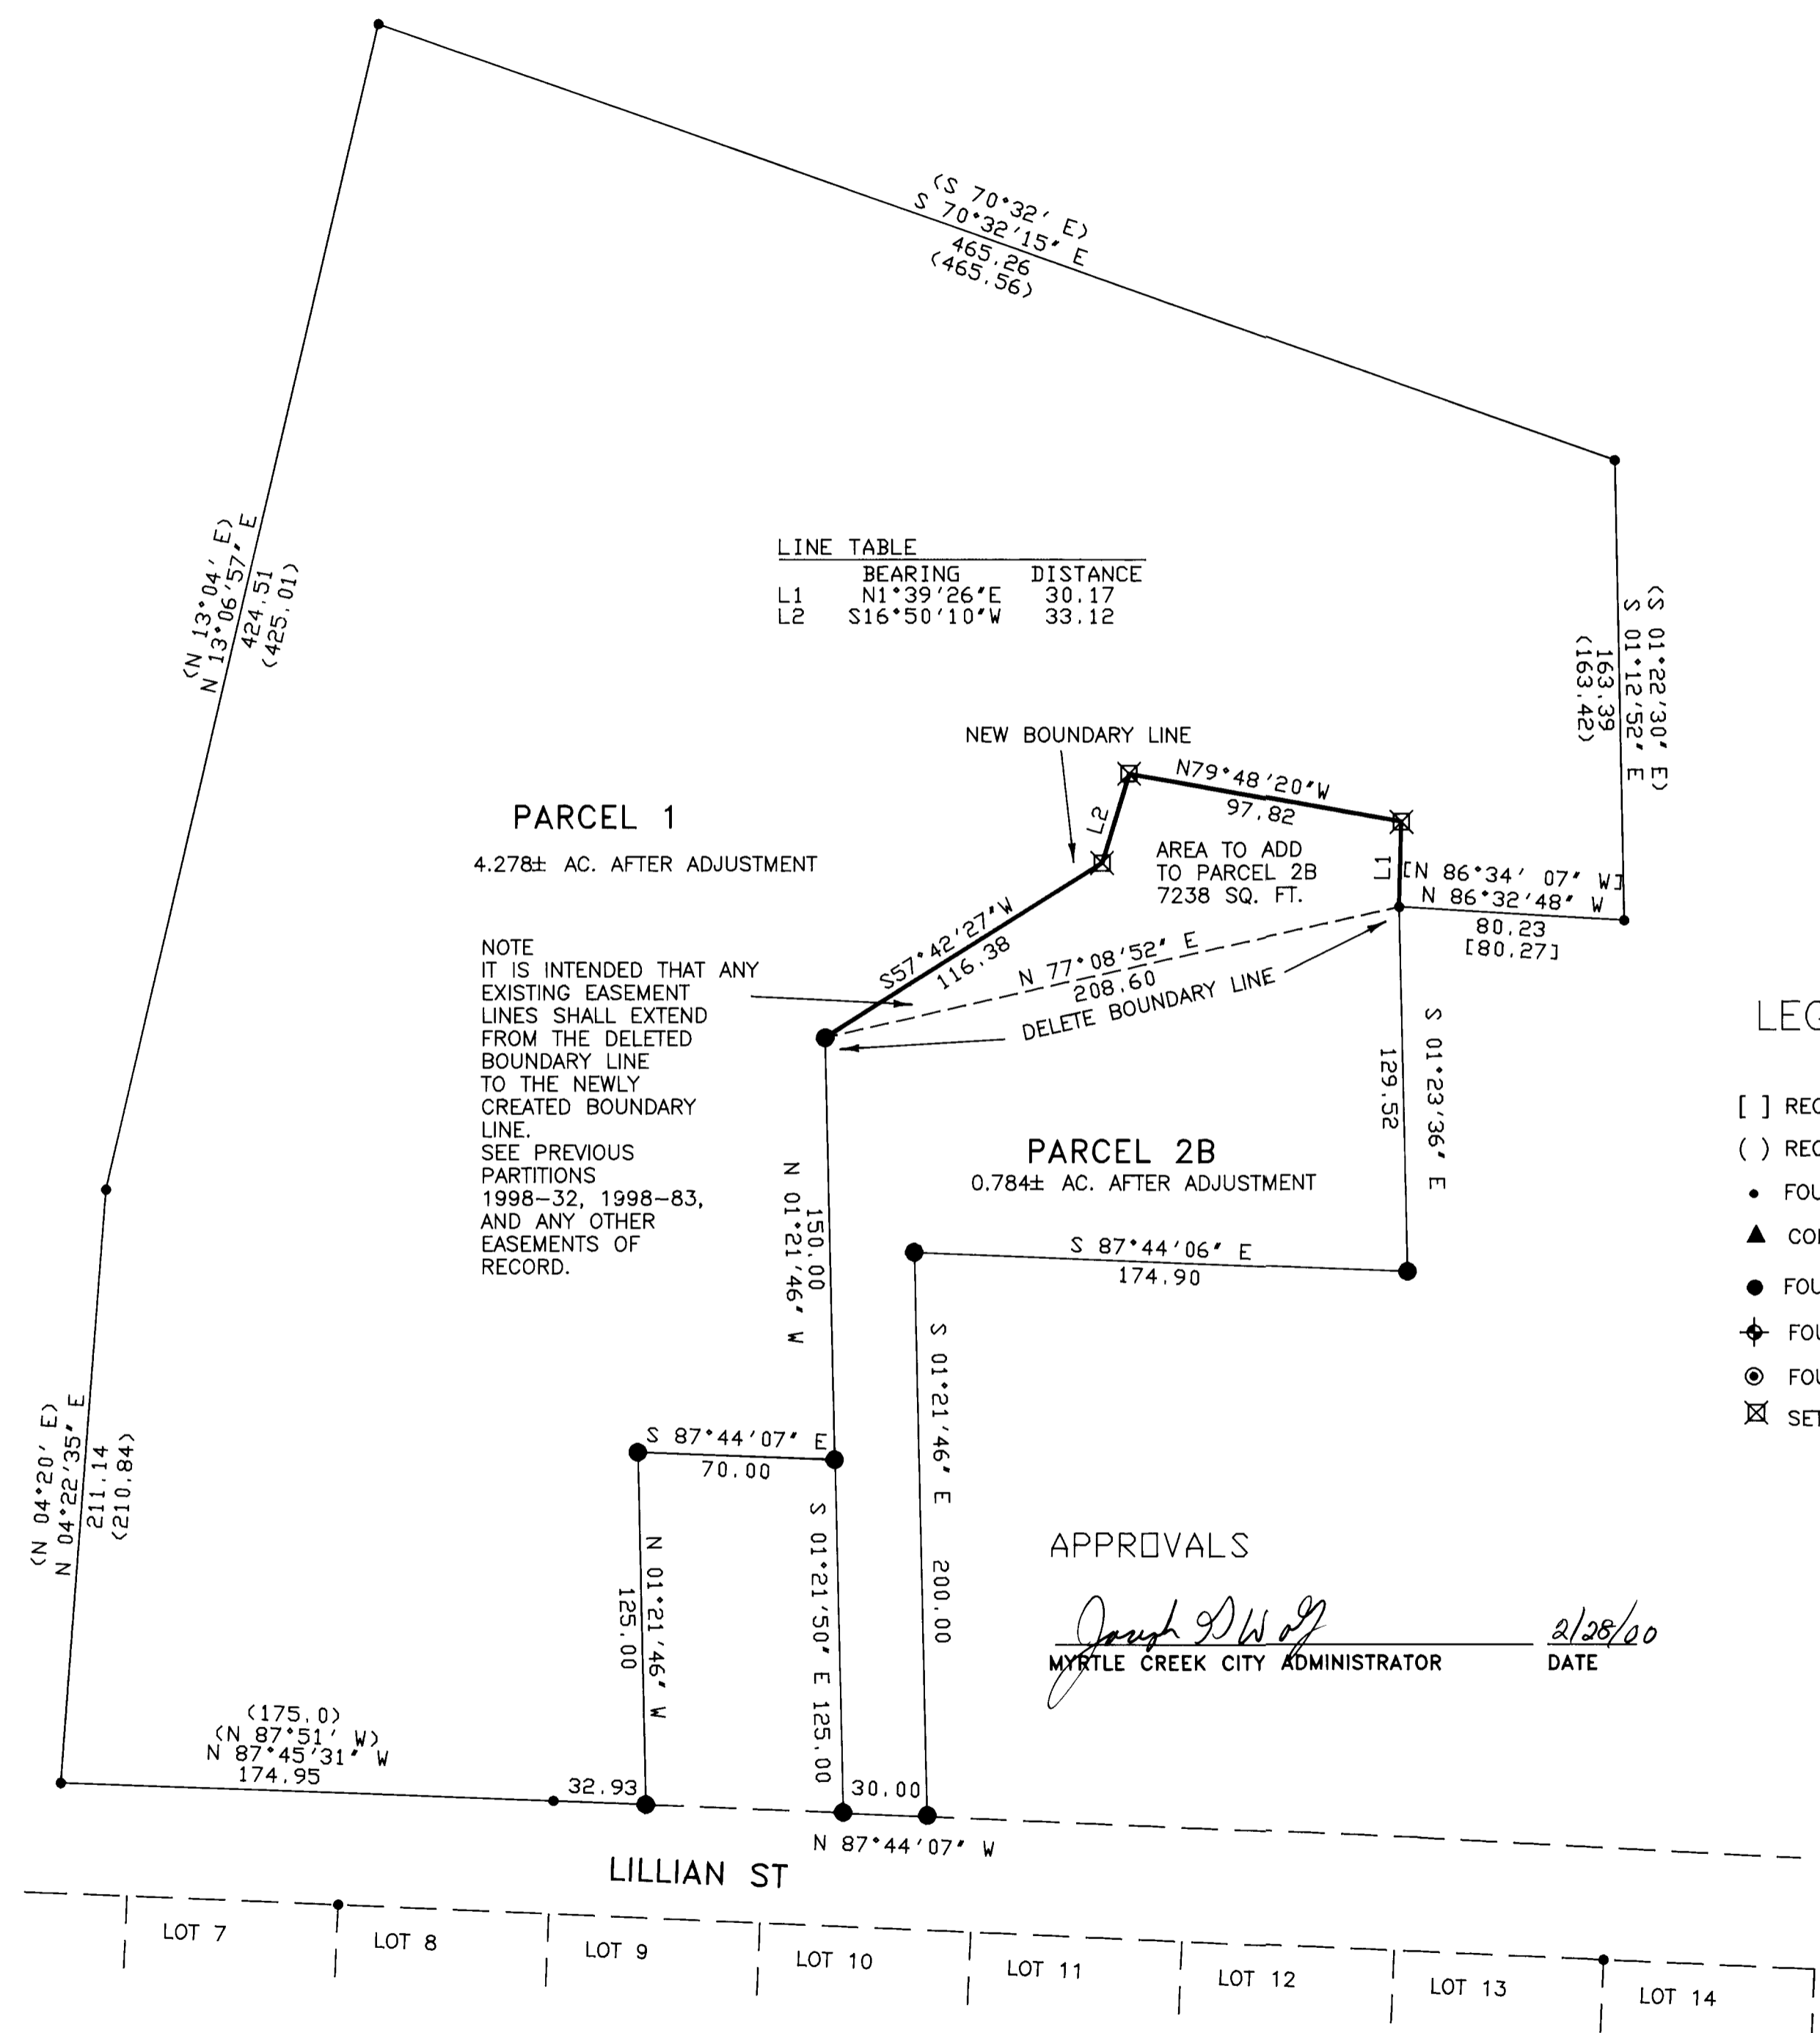 (S 70°32' E)
S 70°32'15" E
465.26
(465.56)
(N 13°04' E)
N 13°06'57" E
424.51
(425.01)
LINE TABLE
BEARING DISTANCE
L1 N1°39'26"E 30.17
L2 S16°50'10"W 33.12
(S 01°22'30" E)
S 01°12'52" E
163.39
(163.42)
NEW BOUNDARY LINE
N79°48'20"W
97.82
L2
L1
PARCEL 1
4.278± AC. AFTER ADJUSTMENT
AREA TO ADD
TO PARCEL 2B
7238 SQ. FT.
[N 86°34' 07" W]
N 86°32'48" W
80.23
[80.27]
S57°42'27"W
116.38
N 77°08'52" E
208.60
DELETE BOUNDARY LINE
NOTE
IT IS INTENDED THAT ANY
EXISTING EASEMENT
LINES SHALL EXTEND
FROM THE DELETED
BOUNDARY LINE
TO THE NEWLY
CREATED BOUNDARY
LINE.
SEE PREVIOUS
PARTITIONS
1998-32, 1998-83,
AND ANY OTHER
EASEMENTS OF
RECORD.
S 01°23'36" E
129.52
LEG
[ ] REC
( ) REC
FOU
CO
FOU
FOU
FOU
SET
PARCEL 2B
0.784± AC. AFTER ADJUSTMENT
150.00
N 01°21'46" W
S 87°44'06" E
174.90
S 01°21'46" E 200.00
(N 04°20' E)
N 04°22'35" E
211.14
(210.84)
S 87°44'07" E
70.00
N 01°21'46" W
125.00
S 01°21'50" E 125.00
APPROVALS
Joseph
2/28/00
MYRTLE CREEK CITY ADMINISTRATOR DATE
(175.0)
(N 87°51' W)
N 87°45'31" W
174.95
32.93
30.00
N 87°44'07" W
LILLIAN ST
LOT 7
LOT 8
LOT 9
LOT 10
LOT 11
LOT 12
LOT 13
LOT 14